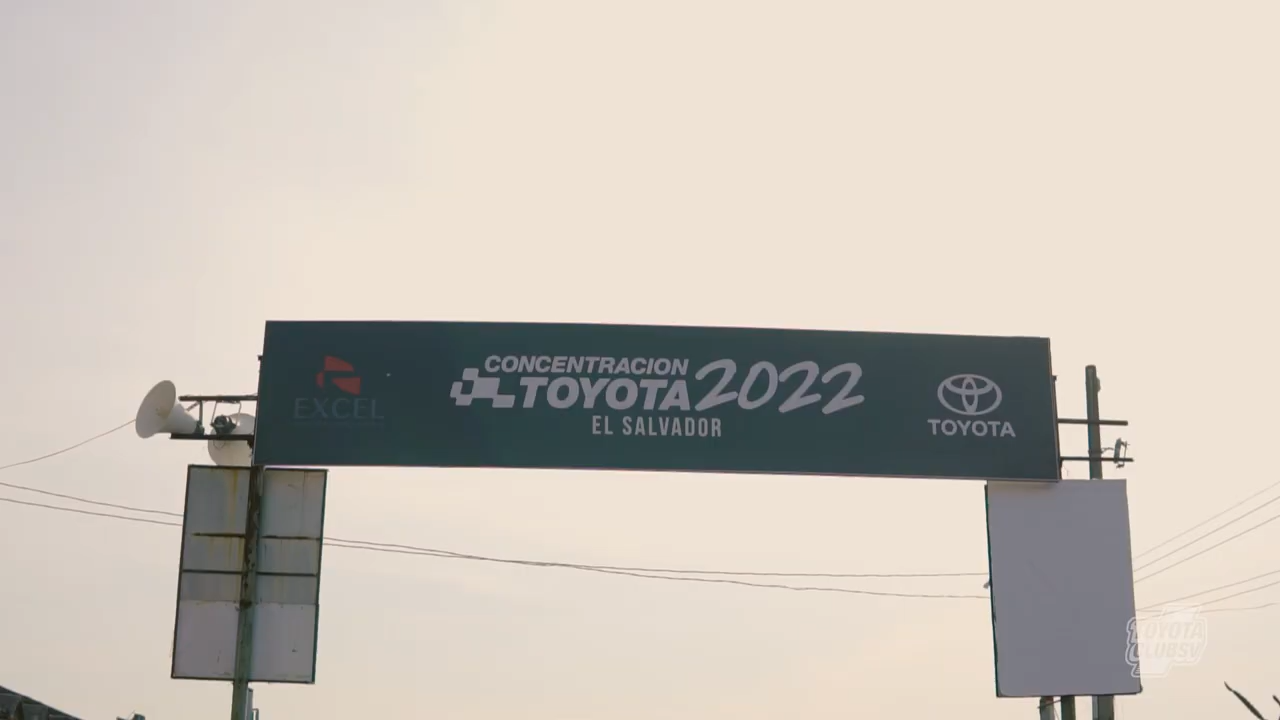 EXCEL
CONCENTRACION
TOYOTA 2022
EL SALVADOR
TOYOTA
TOYOTA
CLUBSV